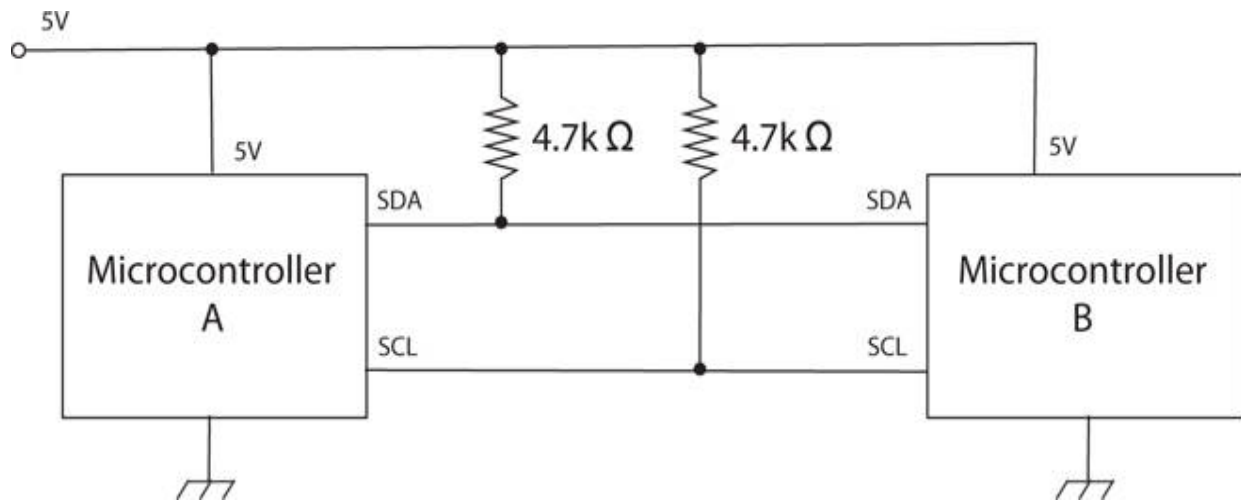 5V
4.7k Ω
4.7k Ω
5V
5V
SDA
SDA
Microcontroller
A
Microcontroller
B
SCL
SCL